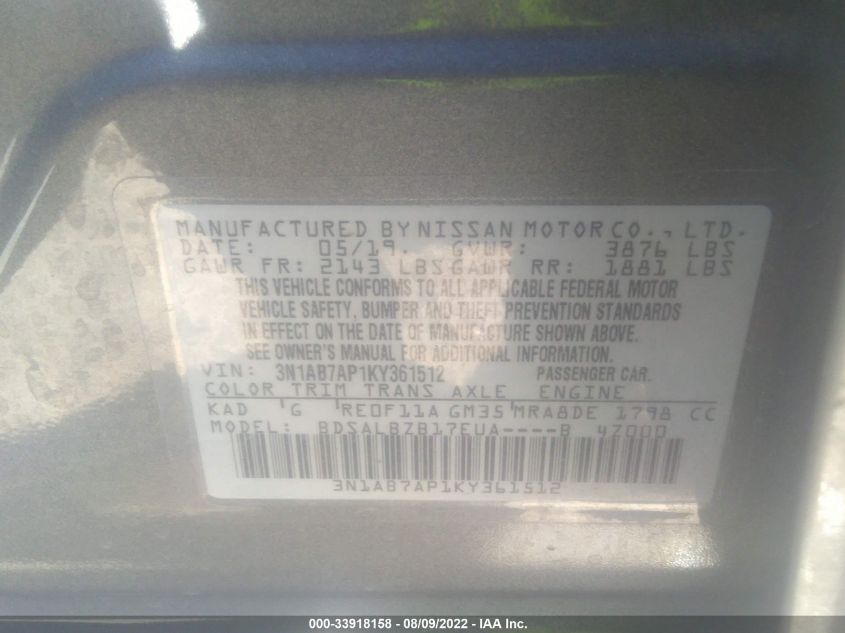 MANUFACTURED BY NISSAN MOTOR CO., LTD.
DATE: 05/19. GVWR: 3876 LBS
GAWR FR: 2143 LBS GAWR RR: 1881 LBS
THIS VEHICLE CONFORMS TO ALL APPLICABLE FEDERAL MOTOR
VEHICLE SAFETY, BUMPER AND THEFT PREVENTION STANDARDS
IN EFFECT ON THE DATE OF MANUFACTURE SHOWN ABOVE.
SEE OWNER'S MANUAL FOR ADDITIONAL INFORMATION.
VIN: 3N1AB7AP1KY361512 PASSENGER CAR.
COLOR TRIM TRANS AXLE ENGINE
KAD G RE0F11A GM35 MRA8DE 1798 CC
MODEL: BDSALBZB17EUA----B 4Z000
3N1AB7AP1KY361512
000-33918158 - 08/09/2022 - IAA Inc.